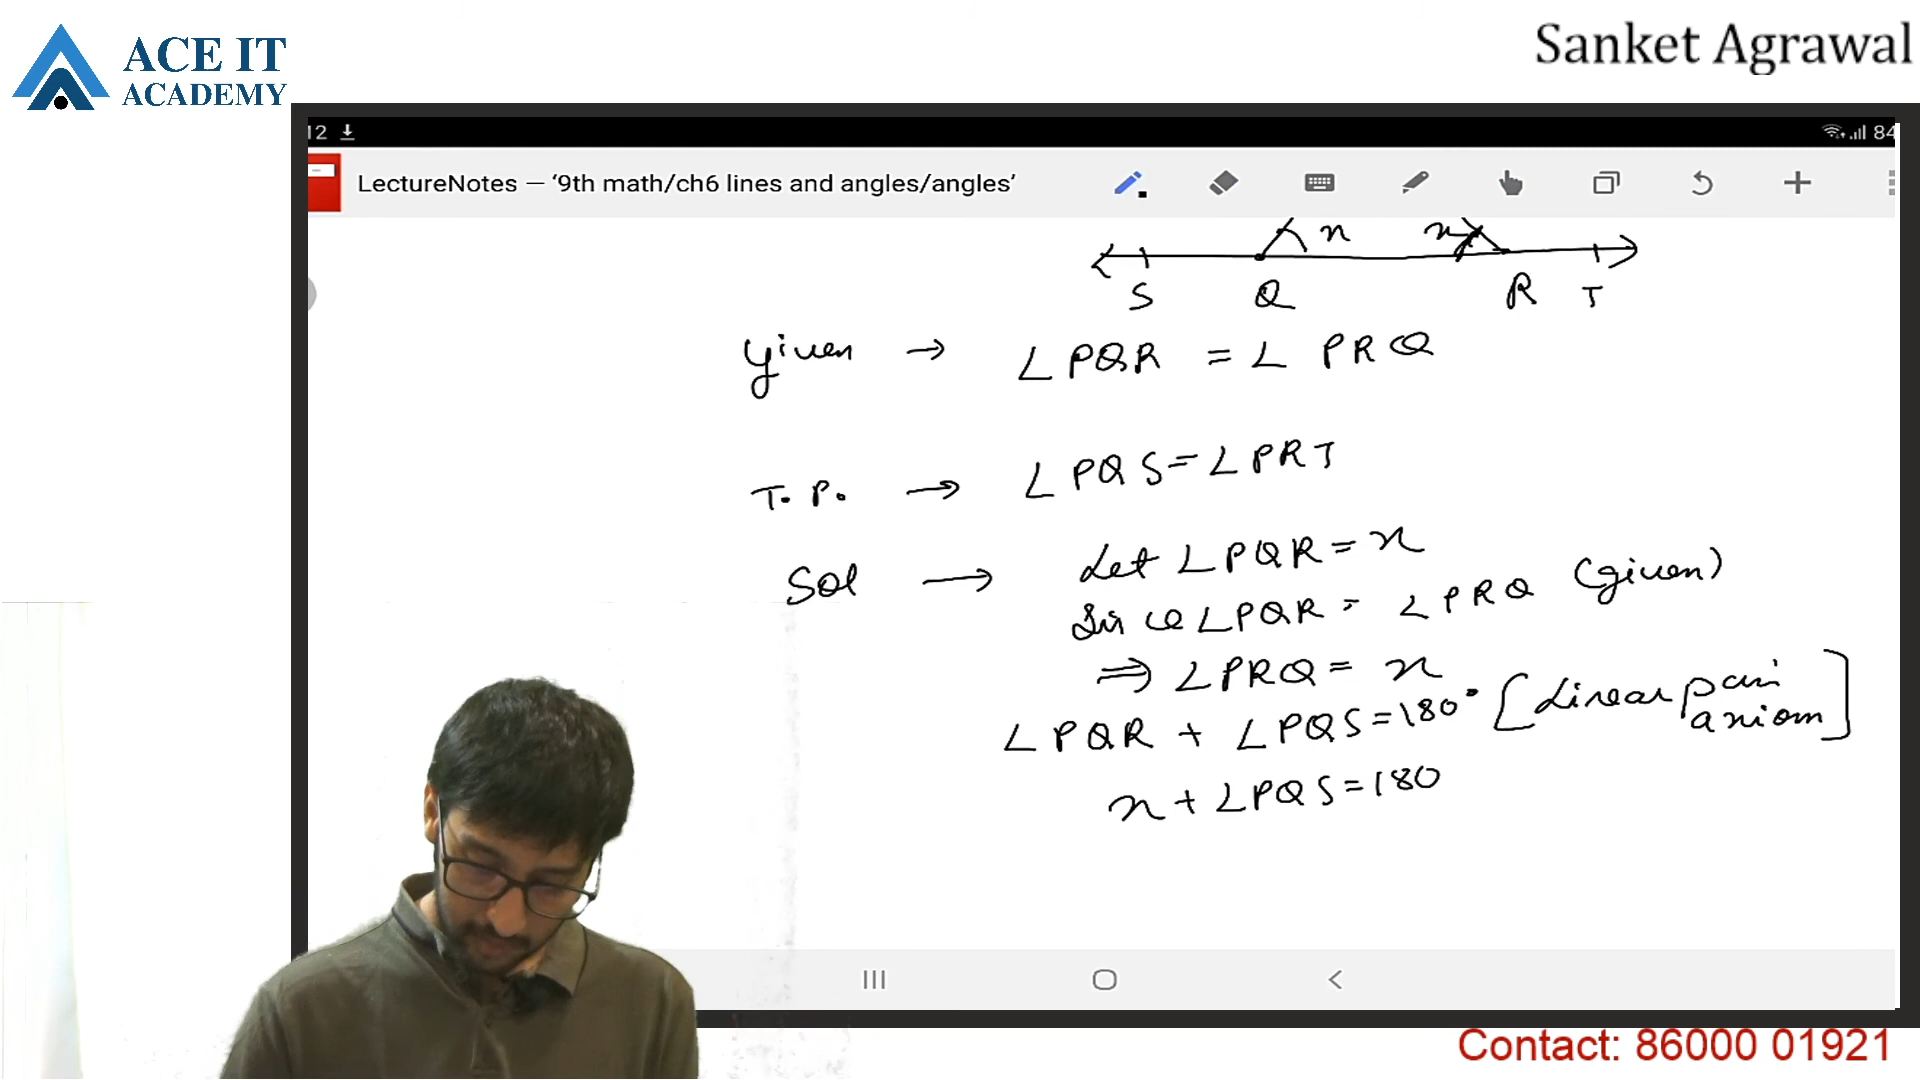 ACE IT
ACADEMY
Sanket Agrawal
12
84
LectureNotes — ‘9th math/ch6 lines and angles/angles’
x x
S Q R T
Given → ∠PQR = ∠PRQ
T.P. → ∠PQS = ∠PRT
Sol → Let ∠PQR = x
Since ∠PQR = ∠PRQ (given)
⇒ ∠PRQ = x
∠PQR + ∠PQS = 180° [Linear pair
axiom]
x + ∠PQS = 180
Contact: 86000 01921